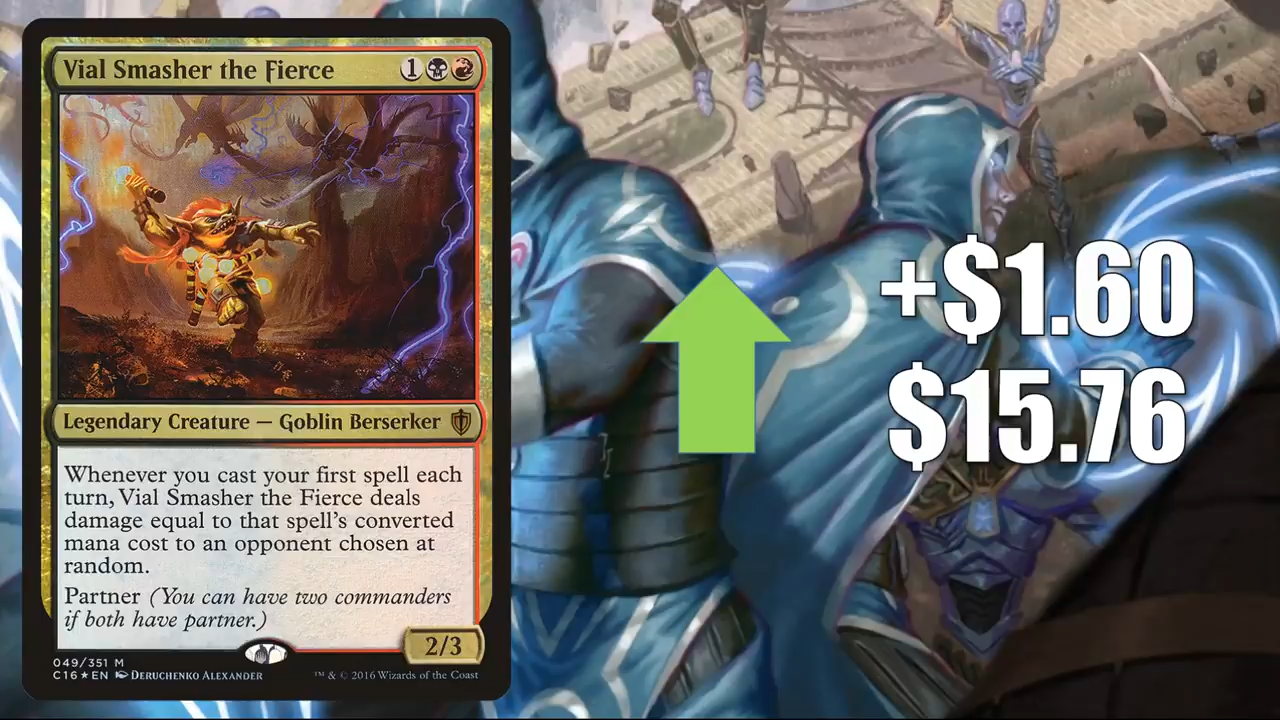 Vial Smasher the Fierce 1
Legendary Creature — Goblin Berserker
Whenever you cast your first spell each
turn, Vial Smasher the Fierce deals
damage equal to that spell's converted
mana cost to an opponent chosen at
random.
Partner (You can have two commanders
if both have partner.)
2/3
049/351 M
C16★EN Deruchenko Alexander
™ & © 2016 Wizards of the Coast
+$1.60
$15.76